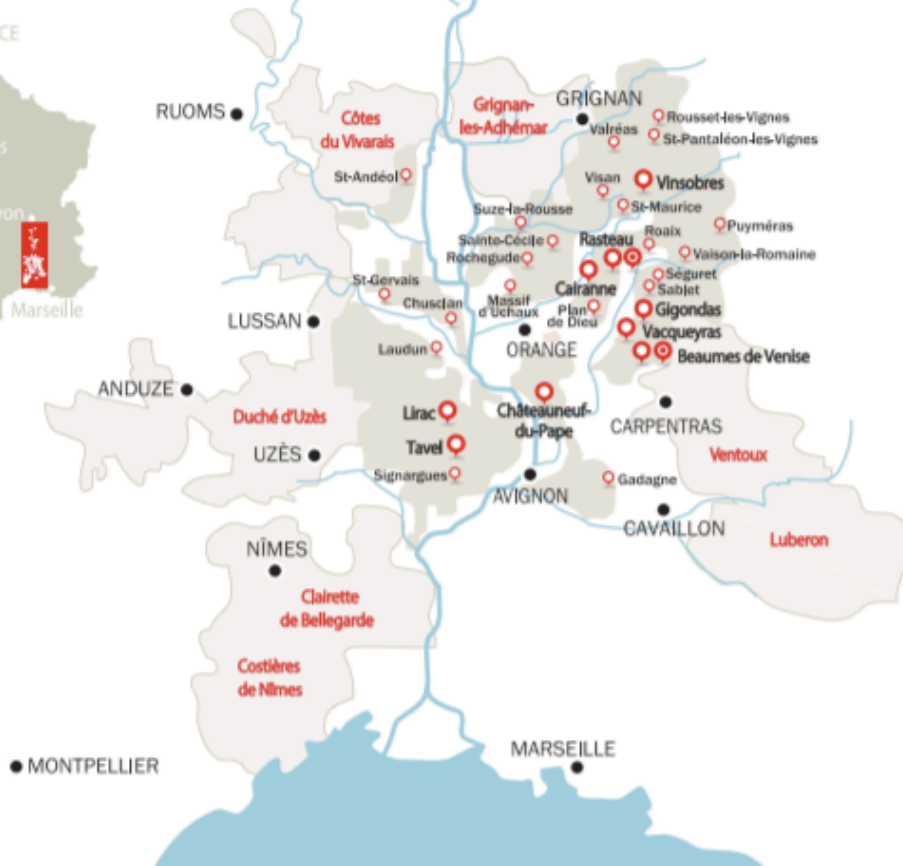 CE
RUOMS
Côtes
du Vivarais
Grignan-
les-Adhémar
GRIGNAN
Valréas
Rousset-les-Vignes
St-Pantaléon-les-Vignes
St-Andéol
Visan
Vinsobres
St-Maurice
Suze-la-Rousse
Puyméras
Sainte-Cécile
Rasteau
Roaix
Rochegude
Vaison-la-Romaine
Séguret
Sablet
St-Gervais
Cairanne
Chusclan
Massif
d'Uchaux
Plan
de Dieu
Gigondas
Marseille
LUSSAN
Vacqueyras
ORANGE
Laudun
Beaumes de Venise
ANDUZE
Duché d'Uzès
Lirac
Châteauneuf-
du-Pape
CARPENTRAS
UZÈS
Tavel
Ventoux
Signargues
Gadagne
AVIGNON
CAVAILLON
Luberon
NÎMES
Clairette
de Bellegarde
Costières
de Nîmes
MARSEILLE
MONTPELLIER